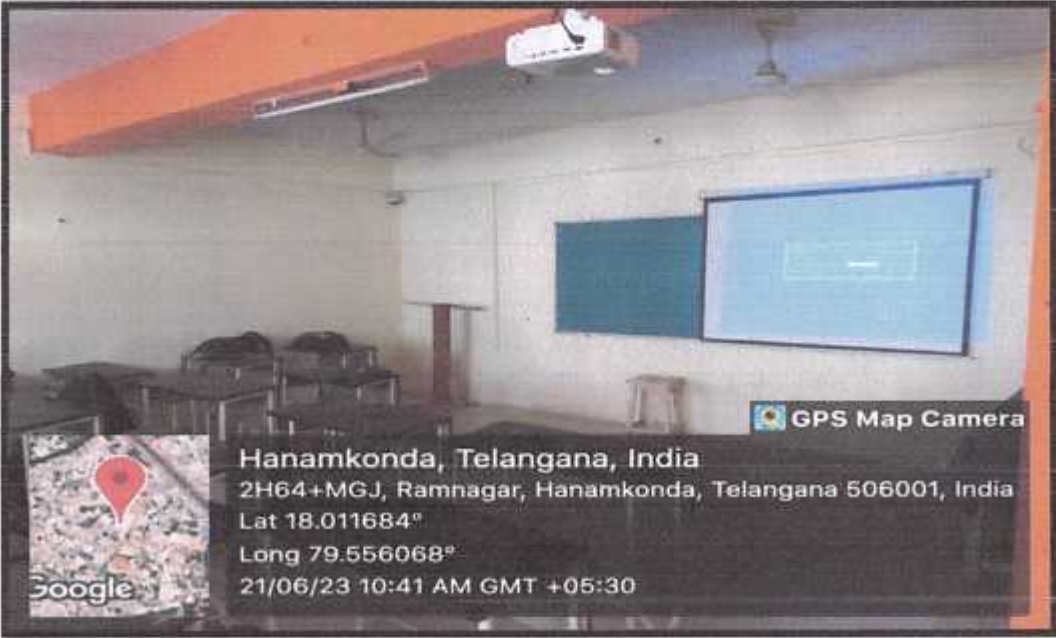 GPS Map Camera
Hanamkonda, Telangana, India
2H64+MGJ, Ramnagar, Hanamkonda, Telangana 506001, India
Lat 18.011684°
Long 79.556068°
21/06/23 10:41 AM GMT +05:30
Google